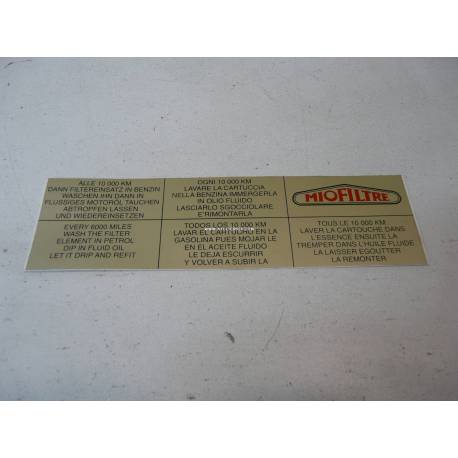 ALLE 10 000 KM
DANN FILTEREINSATZ IN BENZIN
WASCHEN IHN DANN IN
FLUSSIGES MOTOROL TAUCHEN
ABTROPFEN LASSEN
UND WIEDEREINSETZEN
OGNI 10 000 KM
LAVARE LA CARTUCCIA
NELLA BENZINA IMMERGERLA
IN OLIO FLUIDO
LASCIARLO SGOCCIOLARE
E'RIMONTARLA
MIOFILTRE
EVERY 6000 MILES
WASH THE FILTER
ELEMENT IN PETROL
DIP IN FLUID OIL
LET IT DRIP AND REFIT
TODOS LOS 10 000 KM
LAVAR EL CARTUCHO EN LA
GASOLINA PUES MOJAR LE
EN EL ACEITE FLUIDO
LE DEJA ESCURRIR
Y VOLVER A SUBIR LA
TOUS LE 10 000 KM
LAVER LA CARTOUCHE DANS
L'ESSENCE ENSUITE LA
TREMPER DANS L'HUILE FLUIDE
LA LAISSER EGOUTTER
LA REMONTER